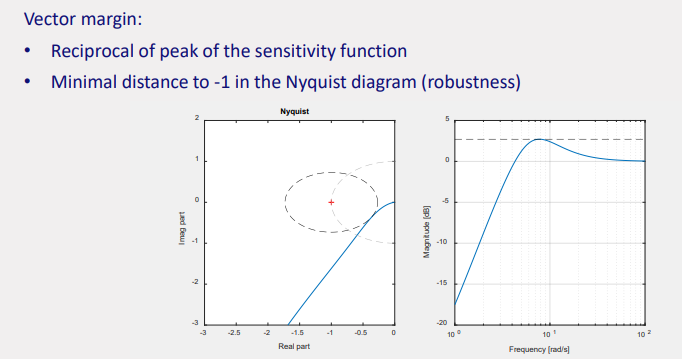 Vector margin:
• Reciprocal of peak of the sensitivity function
• Minimal distance to -1 in the Nyquist diagram (robustness)
Nyquist
2
1
0
-1
-2
-3
Imag part
-3 -2.5 -2 -1.5 -1 -0.5 0
Real part
5
0
-5
-10
-15
-20
Magnitude [dB]
10 0 10 1 10 2
Frequency [rad/s]